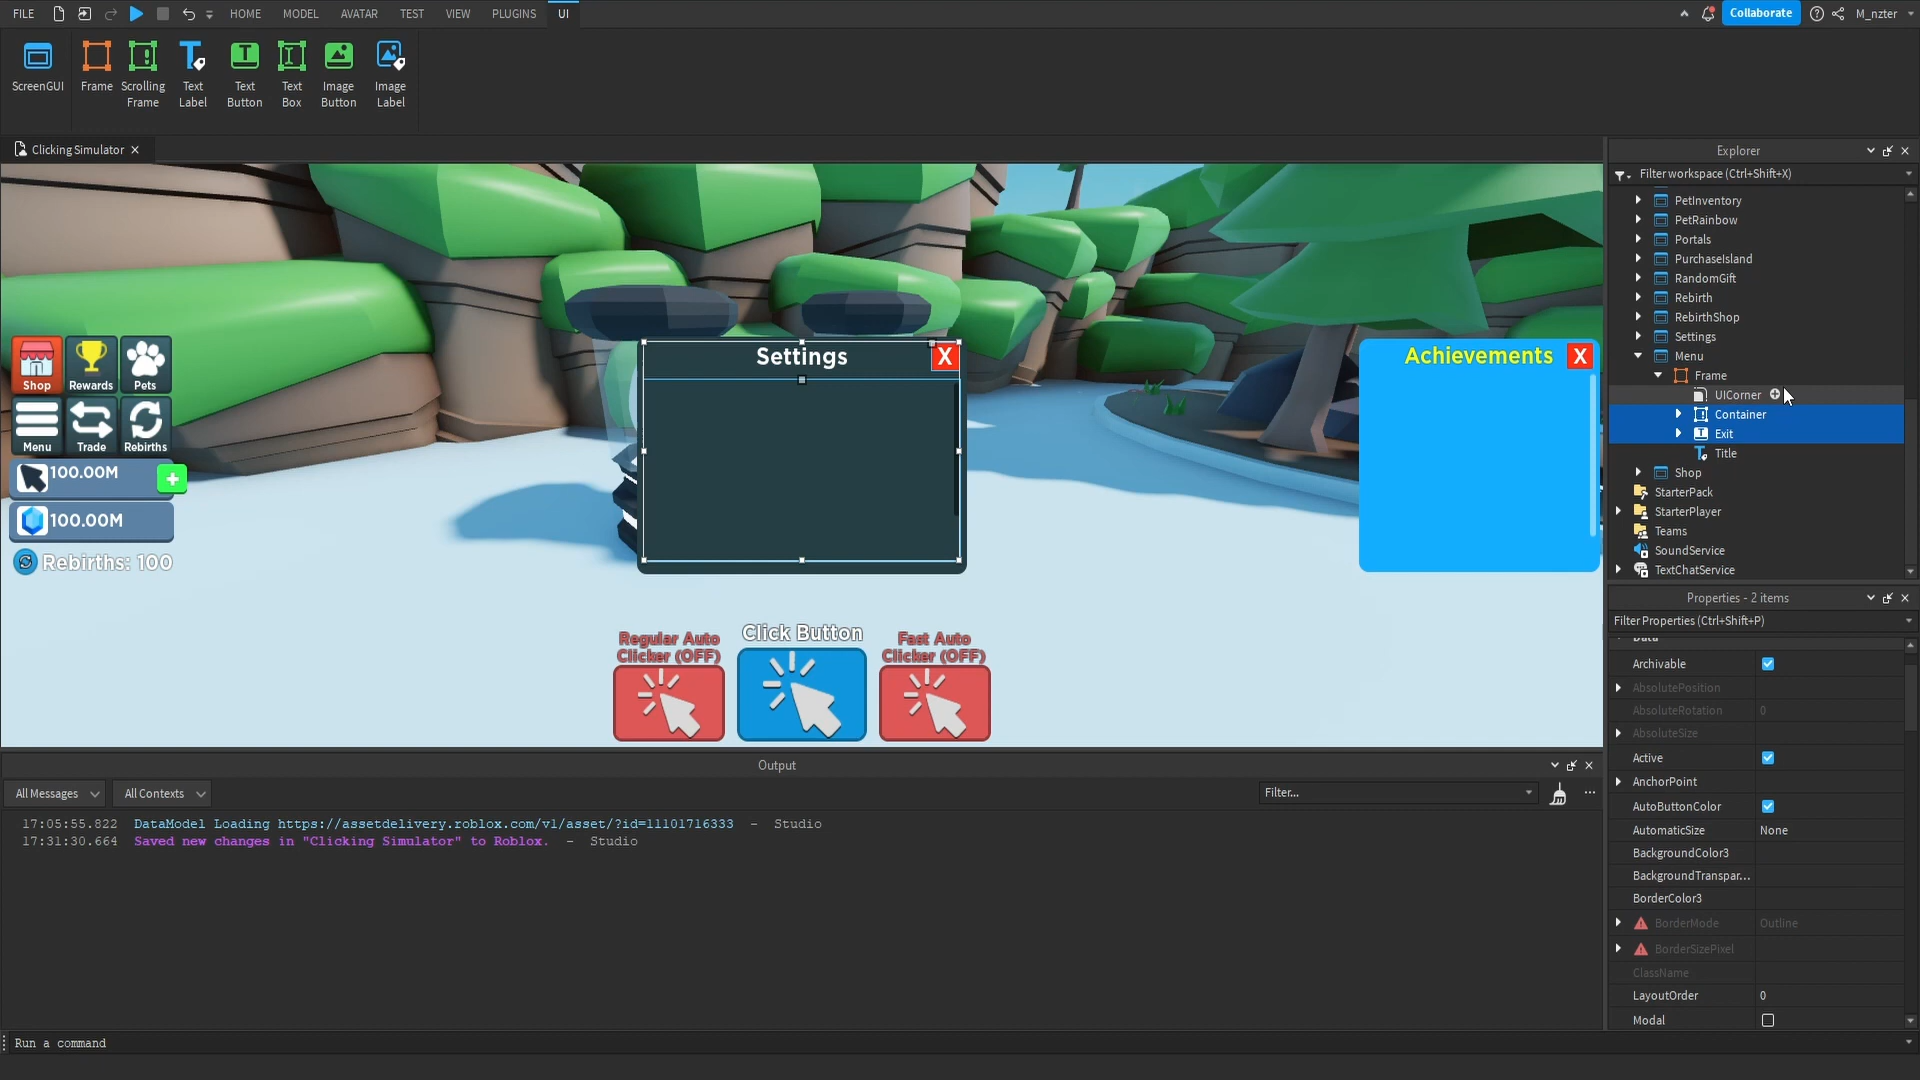 FILE
HOME
MODEL
AVATAR
TEST
VIEW
PLUGINS
UI
Collaborate
M_nzter
ScreenGUI
Frame
Scrolling
Frame
Text
Label
Text
Button
Text
Box
Image
Button
Image
Label
Clicking Simulator
Shop
Rewards
Pets
Menu
Trade
Rebirths
100.00M
100.00M
Rebirths: 100
Settings
X
Achievements
X
Regular Auto
Clicker (OFF)
Click Button
Fast Auto
Clicker (OFF)
Explorer
Filter workspace (Ctrl+Shift+X)
PetInventory
PetRainbow
Portals
PurchaseIsland
RandomGift
Rebirth
RebirthShop
Settings
Menu
Frame
UICorner
Container
Exit
Title
Shop
StarterPack
StarterPlayer
Teams
SoundService
TextChatService
Properties - 2 items
Filter Properties (Ctrl+Shift+P)
Data
Archivable
AbsolutePosition
AbsoluteRotation 0
AbsoluteSize
Active
AnchorPoint
AutoButtonColor
AutomaticSize None
BackgroundColor3
BackgroundTranspar...
BorderColor3
BorderMode Outline
BorderSizePixel
ClassName
LayoutOrder 0
Modal
Output
All Messages
All Contexts
Filter...
17:05:55.822 DataModel Loading https://assetdelivery.roblox.com/v1/asset/?id=11101716333 - Studio
17:31:30.664 Saved new changes in "Clicking Simulator" to Roblox. - Studio
Run a command